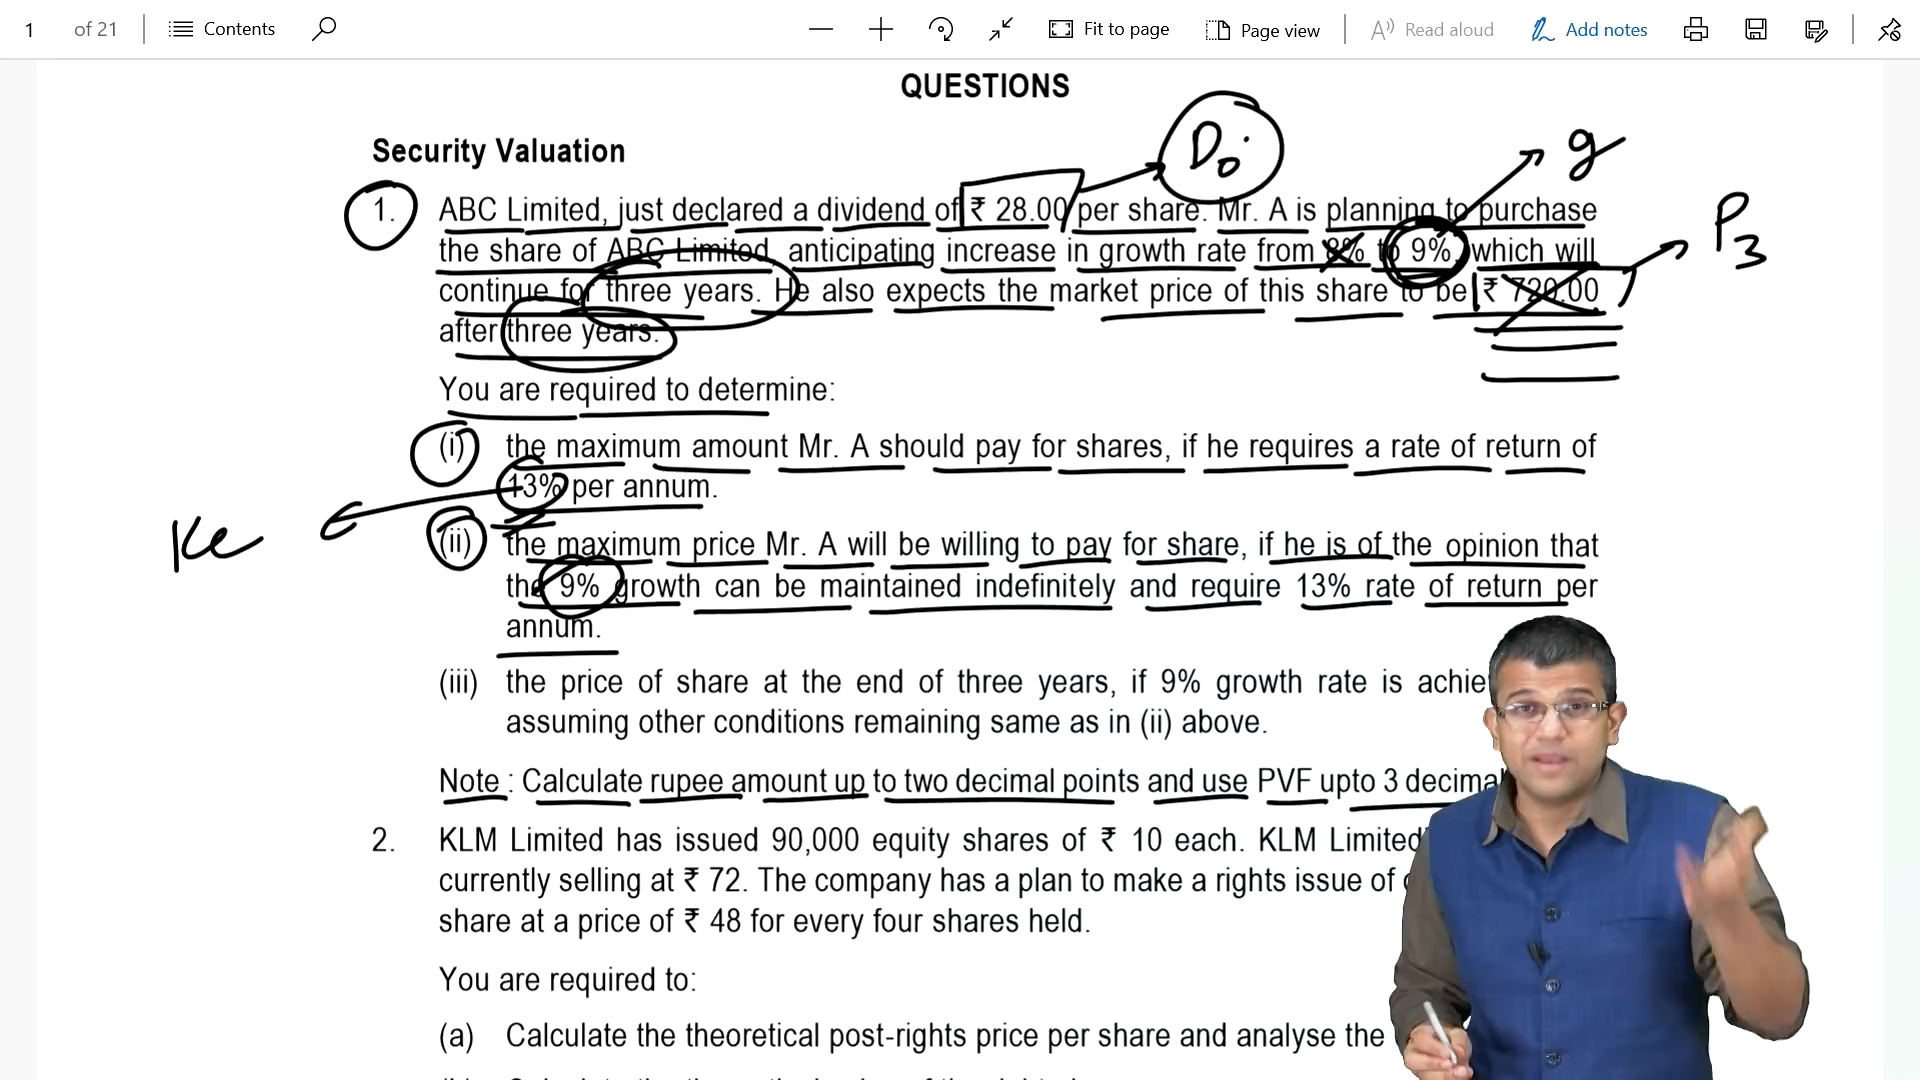 1 of 21 Contents Fit to page Page view Read aloud Add notes
QUESTIONS
Security Valuation
D₀
g
1. ABC Limited, just declared a dividend of ₹ 28.00 per share. Mr. A is planning to purchase
the share of ABC Limited, anticipating increase in growth rate from 8% to 9%, which will
P₃
continue for three years. He also expects the market price of this share to be ₹ 720.00
after three years.
You are required to determine:
(i) the maximum amount Mr. A should pay for shares, if he requires a rate of return of
13% per annum.
Ke
(ii) the maximum price Mr. A will be willing to pay for share, if he is of the opinion that
the 9% growth can be maintained indefinitely and require 13% rate of return per
annum.
(iii) the price of share at the end of three years, if 9% growth rate is achie
assuming other conditions remaining same as in (ii) above.
Note : Calculate rupee amount up to two decimal points and use PVF upto 3 decimal
2. KLM Limited has issued 90,000 equity shares of ₹ 10 each. KLM Limited
currently selling at ₹ 72. The company has a plan to make a rights issue of
share at a price of ₹ 48 for every four shares held.
You are required to:
(a) Calculate the theoretical post-rights price per share and analyse the